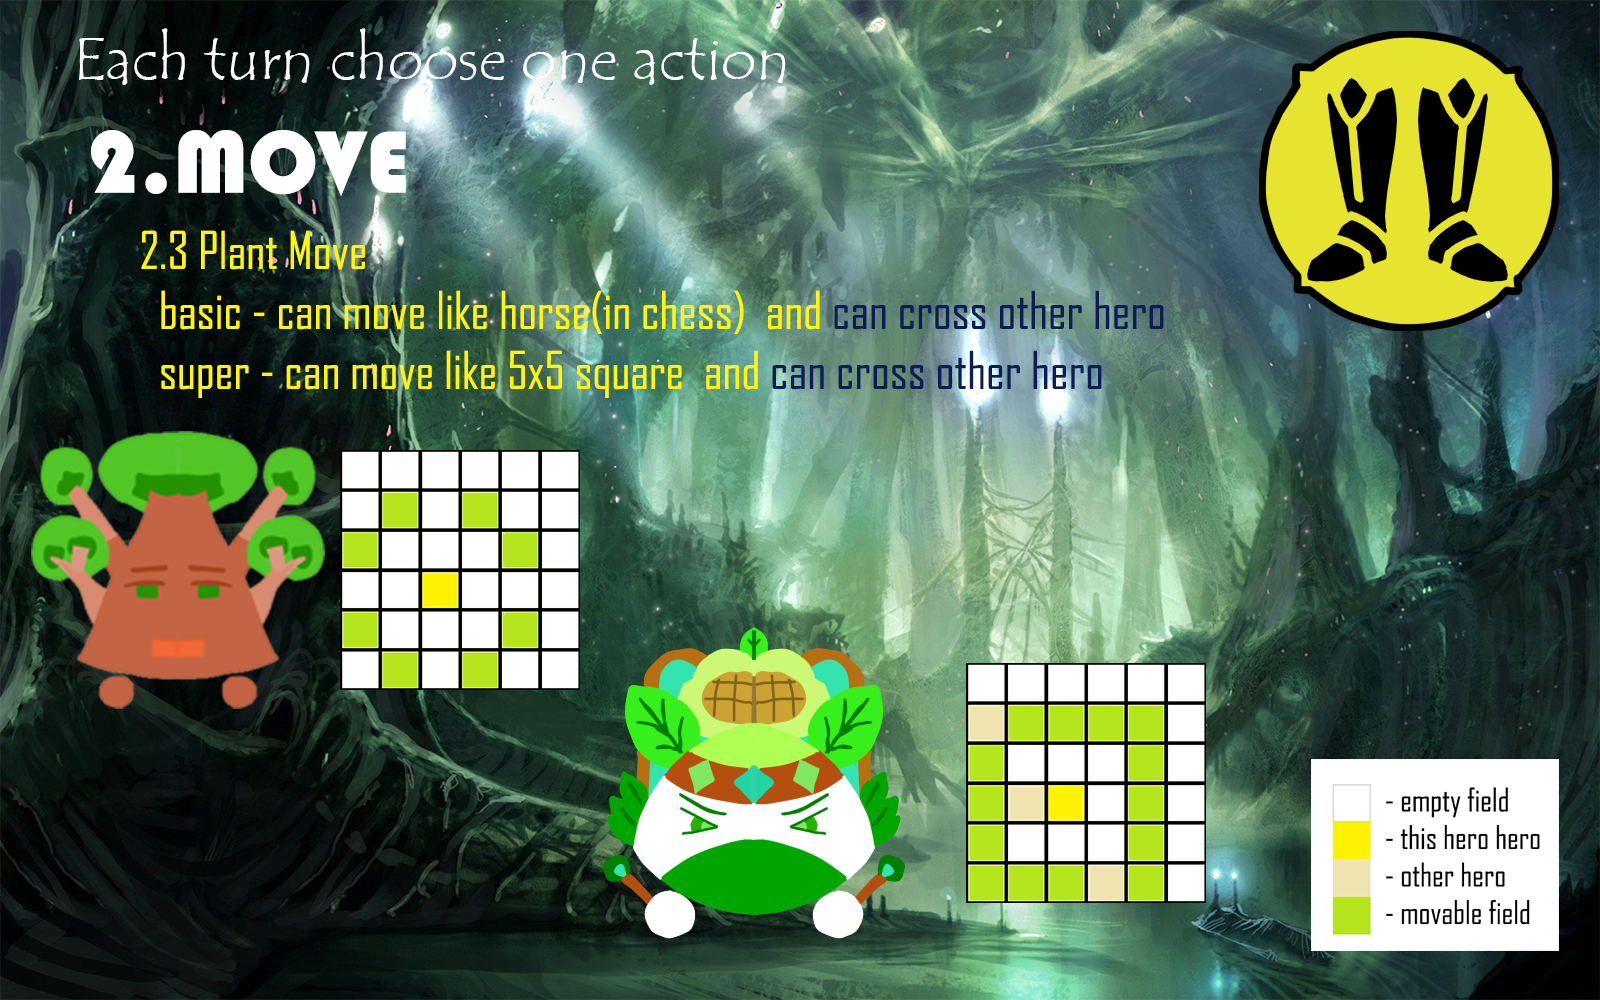 Each turn choose one action
2.MOVE
2.3 Plant Move
basic - can move like horse(in chess) and can cross other hero
super - can move like 5x5 square and can cross other hero
- empty field
- this hero hero
- other hero
- movable field